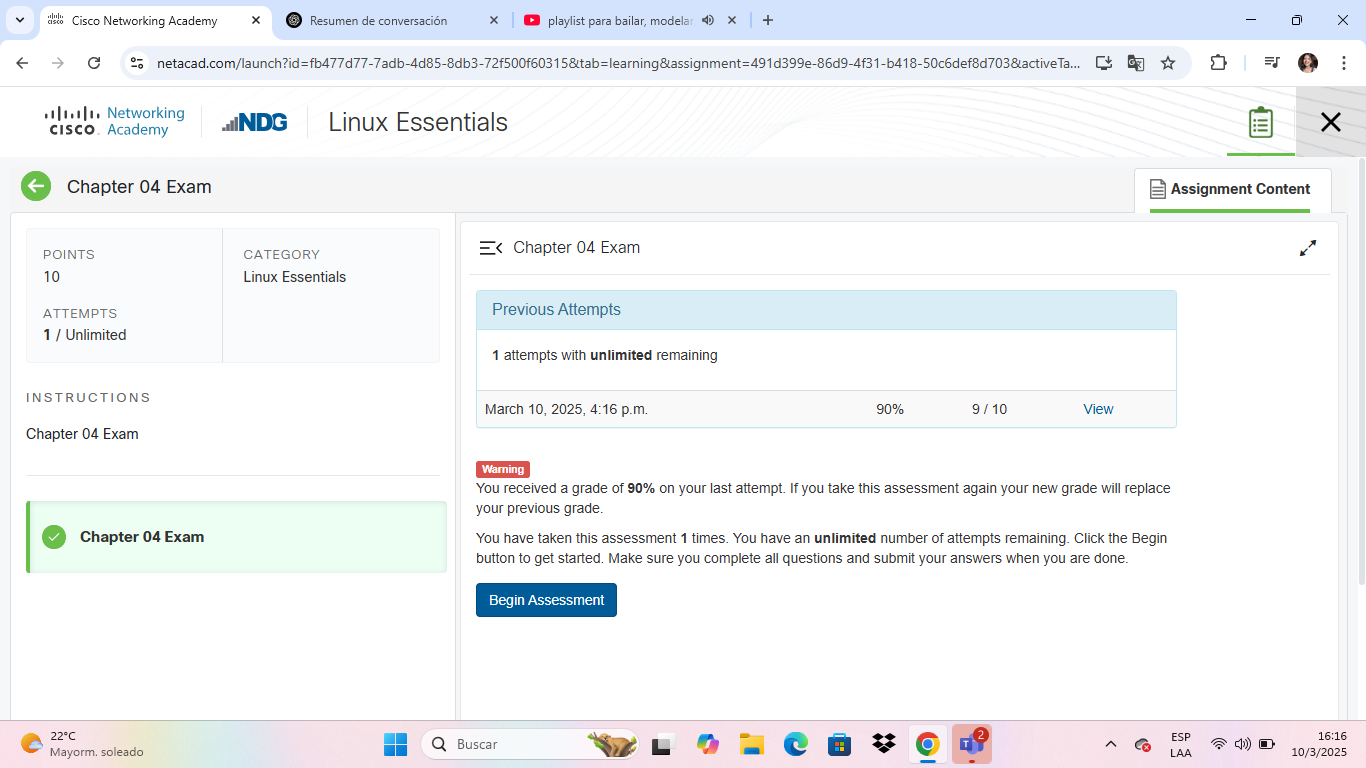 Cisco Networking Academy
Resumen de conversación
playlist para bailar, modelar
netacad.com/launch?id=fb477d77-7adb-4d85-8db3-72f500f60315&tab=learning&assignment=491d399e-86d9-4f31-b418-50c6def8d703&activeTa...
CISCO Networking Academy
NDG
Linux Essentials
Chapter 04 Exam
Assignment Content
POINTS
10
CATEGORY
Linux Essentials
ATTEMPTS
1 / Unlimited
INSTRUCTIONS
Chapter 04 Exam
Chapter 04 Exam
Chapter 04 Exam
Previous Attempts
1 attempts with unlimited remaining
March 10, 2025, 4:16 p.m. 90% 9 / 10 View
Warning
You received a grade of 90% on your last attempt. If you take this assessment again your new grade will replace
your previous grade.
You have taken this assessment 1 times. You have an unlimited number of attempts remaining. Click the Begin
button to get started. Make sure you complete all questions and submit your answers when you are done.
Begin Assessment
22°C
Mayorm. soleado
Buscar
2
ESP
LAA
16:16
10/3/2025